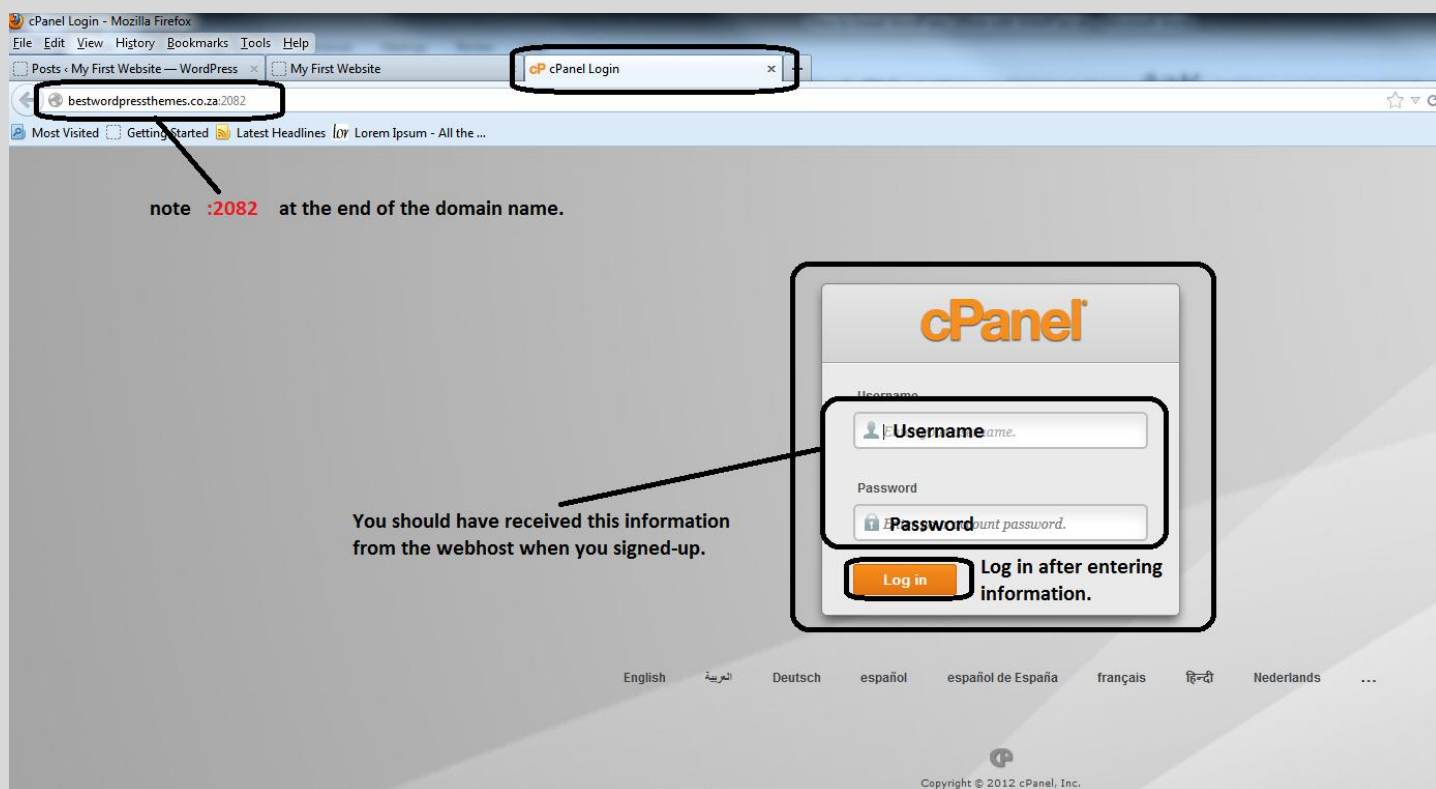 cPanel Login - Mozilla Firefox
File Edit View History Bookmarks Tools Help
Posts ‹ My First Website — WordPress × My First Website cP cPanel Login × +
bestwordpressthemes.co.za:2082
Most Visited Getting Started Latest Headlines lor Lorem Ipsum - All the ...
note :2082 at the end of the domain name.
cPanel
Username
Username
Password
Password account password.
You should have received this information
from the webhost when you signed-up.
Log in
Log in after entering
information.
English العربية Deutsch español español de España français हिन्दी Nederlands ...
cP
Copyright © 2012 cPanel, Inc.